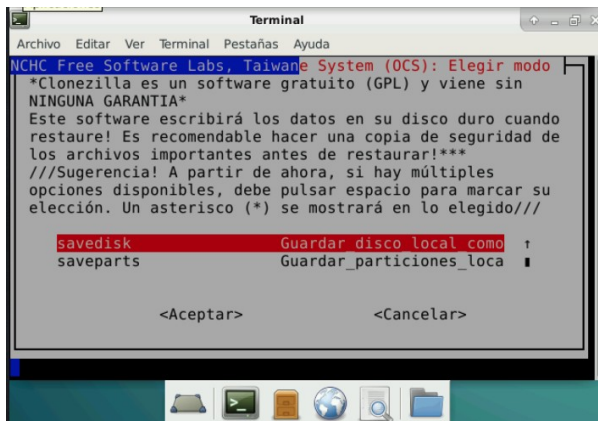 Terminal
Archivo Editar Ver Terminal Pestañas Ayuda
NCHC Free Software Labs, Taiwane System (OCS): Elegir modo
*Clonezilla es un software gratuito (GPL) y viene sin
NINGUNA GARANTIA*
Este software escribirá los datos en su disco duro cuando
restaure! Es recomendable hacer una copia de seguridad de
los archivos importantes antes de restaurar!***
///Sugerencia! A partir de ahora, si hay múltiples
opciones disponibles, debe pulsar espacio para marcar su
elección. Un asterisco (*) se mostrará en lo elegido///
savedisk Guardar_disco_local_como ↑
saveparts Guardar_particiones_loca
<Aceptar> <Cancelar>